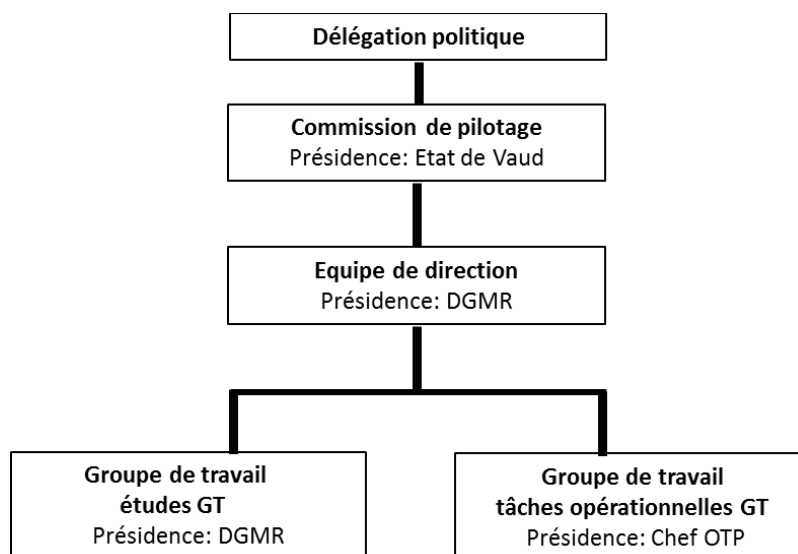 Délégation politique
Commission de pilotage
Présidence: Etat de Vaud
Equipe de direction
Présidence: DGMR
Groupe de travail
études GT
Présidence: DGMR
Groupe de travail
tâches opérationnelles GT
Présidence: Chef OTP